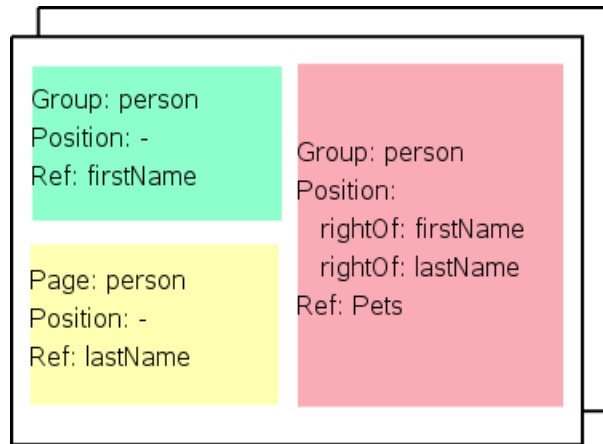 Group: person
Position: -
Ref: firstName
Page: person
Position: -
Ref: lastName
Group: person
Position:
rightOf: firstName
rightOf: lastName
Ref: Pets